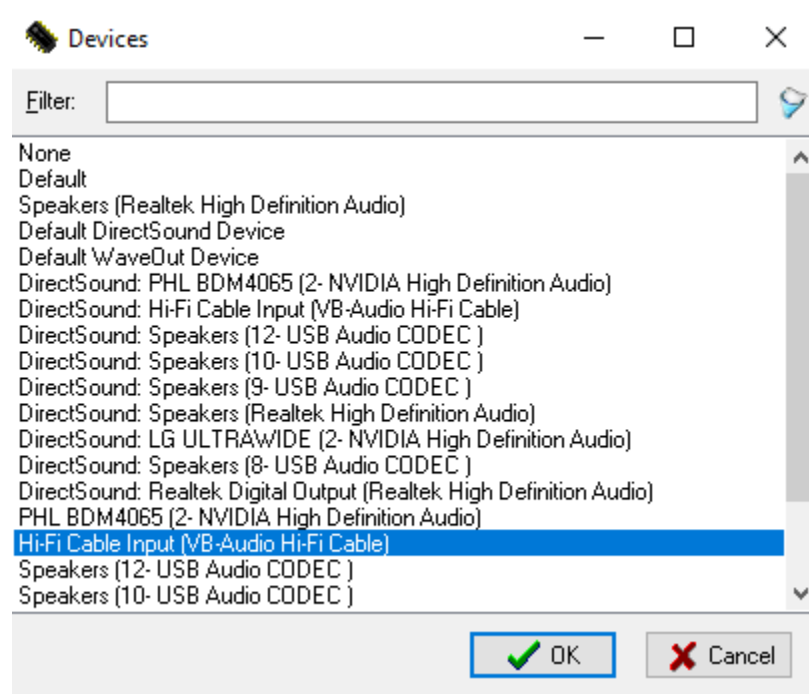 Devices
Filter:
None
Default
Speakers (Realtek High Definition Audio)
Default DirectSound Device
Default WaveOut Device
DirectSound: PHL BDM4065 (2- NVIDIA High Definition Audio)
DirectSound: Hi-Fi Cable Input (VB-Audio Hi-Fi Cable)
DirectSound: Speakers (12- USB Audio CODEC )
DirectSound: Speakers (10- USB Audio CODEC )
DirectSound: Speakers (9- USB Audio CODEC )
DirectSound: Speakers (Realtek High Definition Audio)
DirectSound: LG ULTRAWIDE (2- NVIDIA High Definition Audio)
DirectSound: Speakers (8- USB Audio CODEC )
DirectSound: Realtek Digital Output (Realtek High Definition Audio)
PHL BDM4065 (2- NVIDIA High Definition Audio)
Hi-Fi Cable Input (VB-Audio Hi-Fi Cable)
Speakers (12- USB Audio CODEC )
Speakers (10- USB Audio CODEC )
OK Cancel